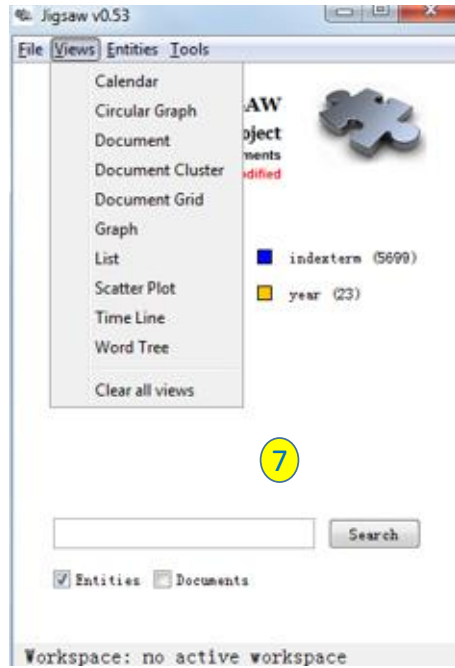 Jigsaw v0.53
File Views Entities Tools
Calendar
Circular Graph
Document
Document Cluster
Document Grid
Graph
List
Scatter Plot
Time Line
Word Tree
Clear all views
AW
oject
ments
dified
indexterm (5699)
year (23)
7
Search
Entities Documents
Workspace: no active workspace